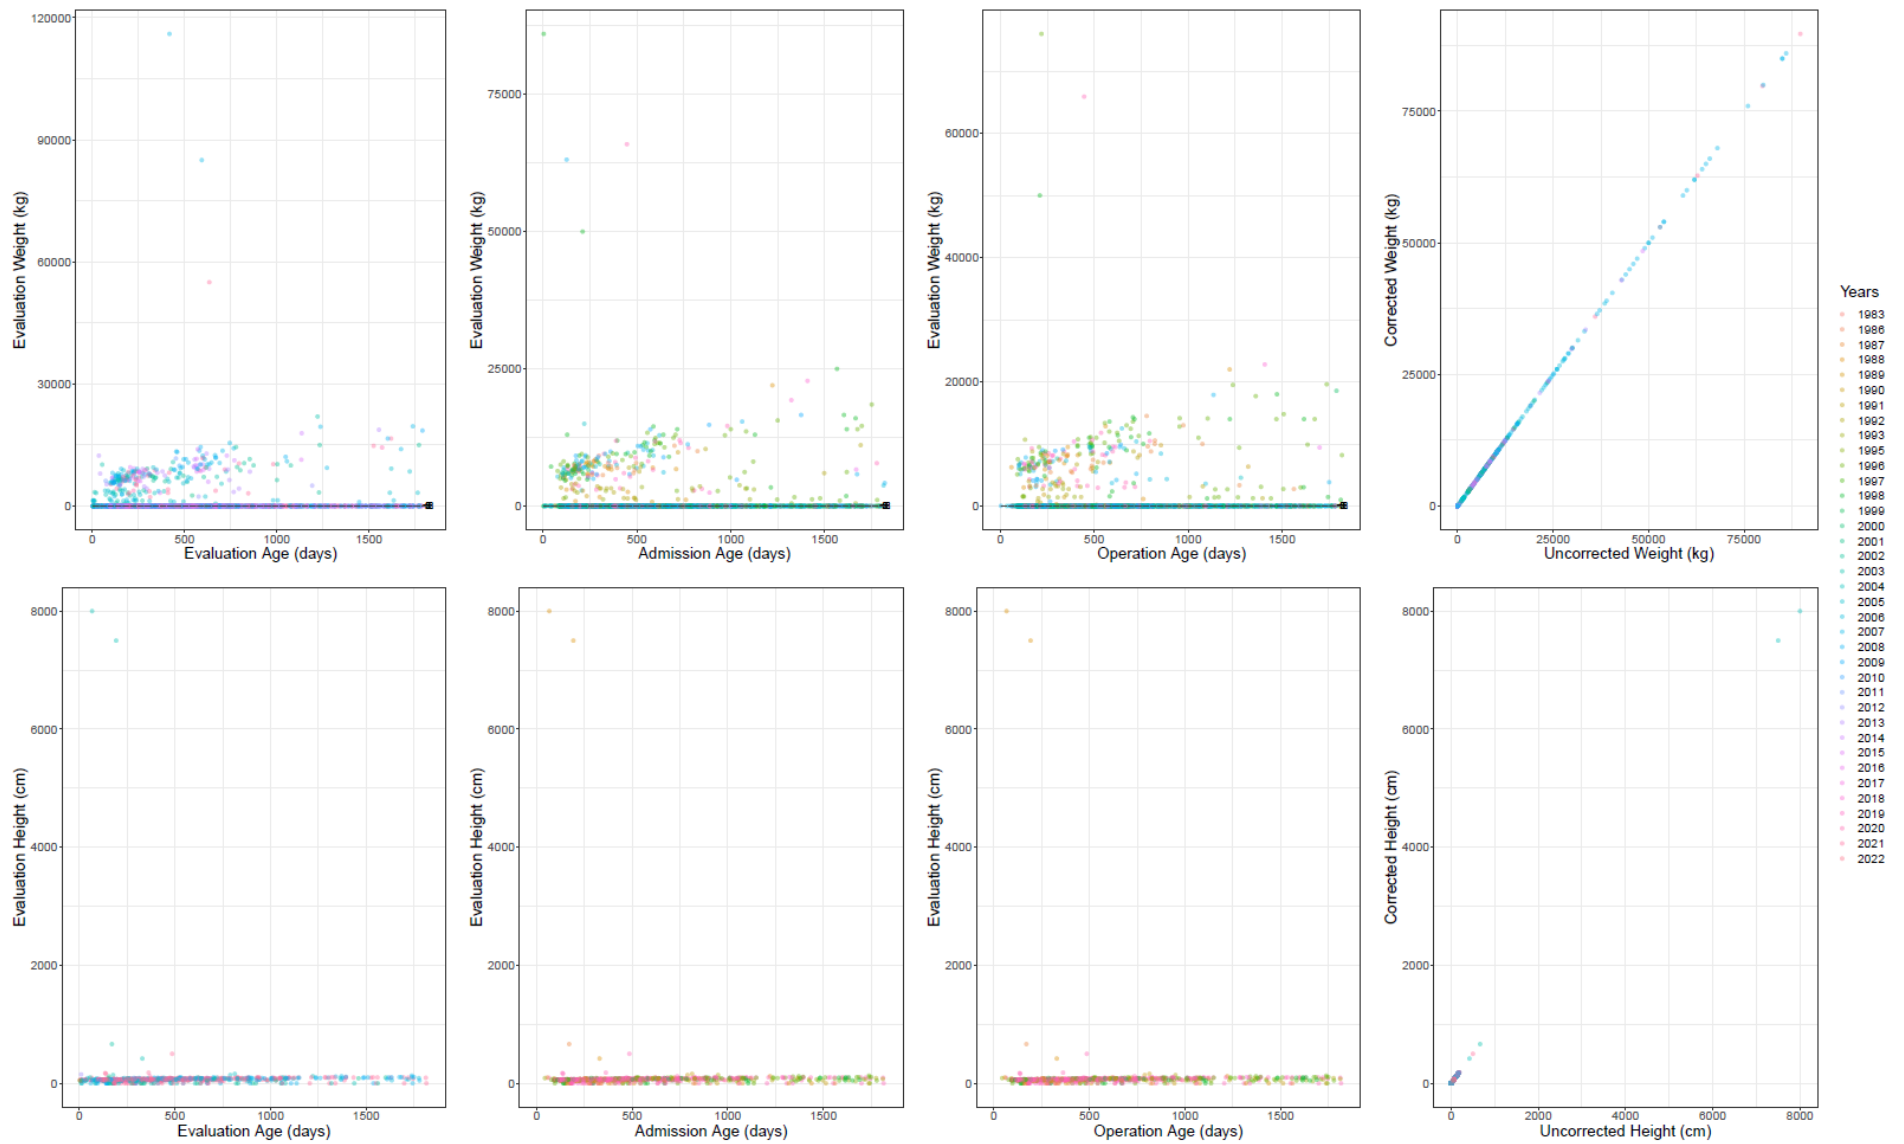 120000
90000
60000
30000
0
Evaluation Weight (kg)
0 500 1000 1500
Evaluation Age (days)
75000
50000
25000
0
Evaluation Weight (kg)
0 500 1000 1500
Admission Age (days)
60000
40000
20000
0
Evaluation Weight (kg)
0 500 1000 1500
Operation Age (days)
75000
50000
25000
0
Corrected Weight (kg)
0 25000 50000 75000
Uncorrected Weight (kg)
8000
6000
4000
2000
0
Evaluation Height (cm)
0 500 1000 1500
Evaluation Age (days)
8000
6000
4000
2000
0
Evaluation Height (cm)
0 500 1000 1500
Admission Age (days)
8000
6000
4000
2000
0
Evaluation Height (cm)
0 500 1000 1500
Operation Age (days)
8000
6000
4000
2000
0
Corrected Height (cm)
0 2000 4000 6000 8000
Uncorrected Height (cm)
Years
1983
1986
1987
1988
1989
1990
1991
1992
1993
1995
1996
1997
1998
1999
2000
2001
2002
2003
2004
2005
2006
2007
2008
2009
2010
2011
2012
2013
2014
2015
2016
2017
2018
2019
2020
2021
2022